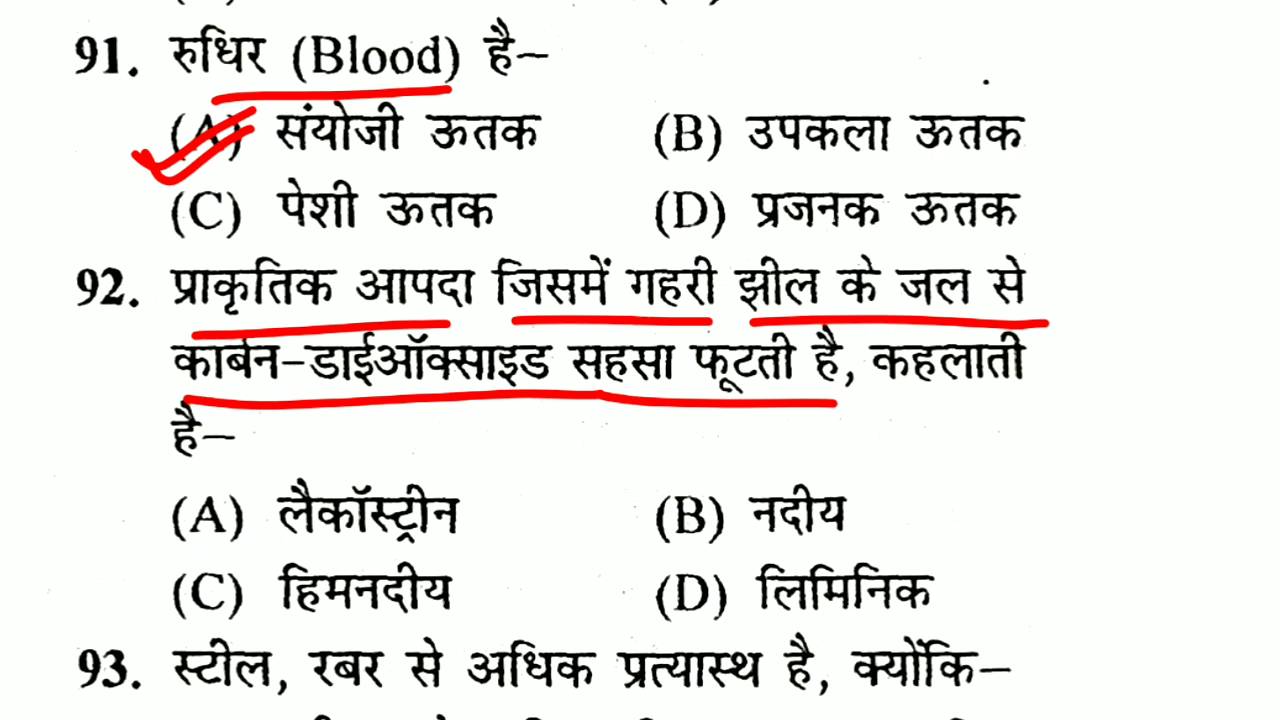 91. रुधिर (Blood) है–
(A) संयोजी ऊतक (B) उपकला ऊतक
(C) पेशी ऊतक (D) प्रजनक ऊतक
92. प्राकृतिक आपदा जिसमें गहरी झील के जल से
कार्बन–डाईऑक्साइड सहसा फूटती है, कहलाती
है–
(A) लैकॉस्ट्रीन (B) नदीय
(C) हिमनदीय (D) लिमिनिक
93. स्टील, रबर से अधिक प्रत्यास्थ है, क्योंकि–